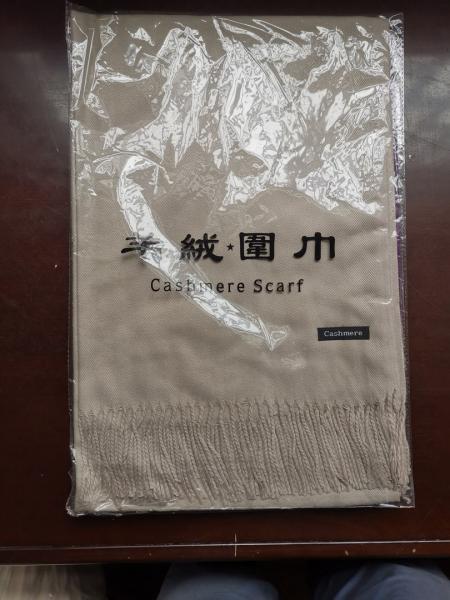 羊絨★圍巾
Cashmere Scarf
Cashmere